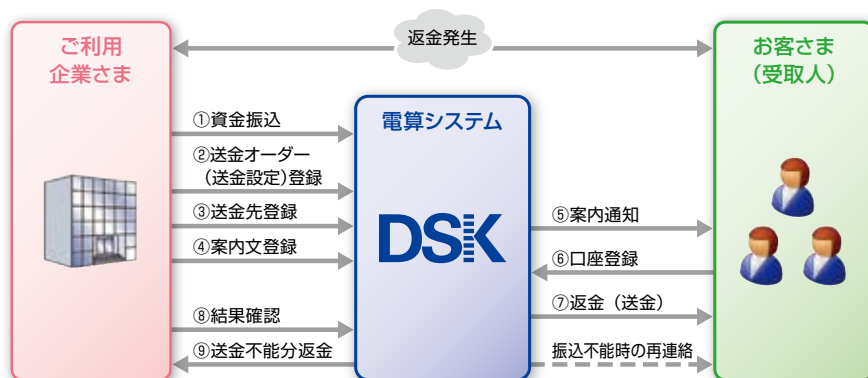 ご利用
企業さま
返金発生
お客さま
（受取人）
電算システム
DSK
①資金振込
②送金オーダー
（送金設定）登録
③送金先登録
④案内文登録
⑤案内通知
⑥口座登録
⑦返金（送金）
⑧結果確認
⑨送金不能分返金
振込不能時の再連絡